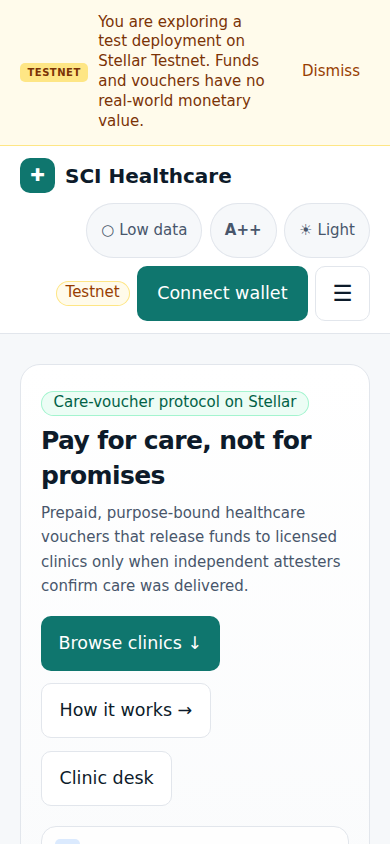 TESTNET
You are exploring a
test deployment on
Stellar Testnet. Funds
and vouchers have no
real-world monetary
value.
Dismiss
SCI Healthcare
○ Low data
A++
☀ Light
Testnet
Connect wallet
☰
Care-voucher protocol on Stellar
Pay for care, not for
promises
Prepaid, purpose-bound healthcare
vouchers that release funds to licensed
clinics only when independent attesters
confirm care was delivered.
Browse clinics ↓
How it works →
Clinic desk